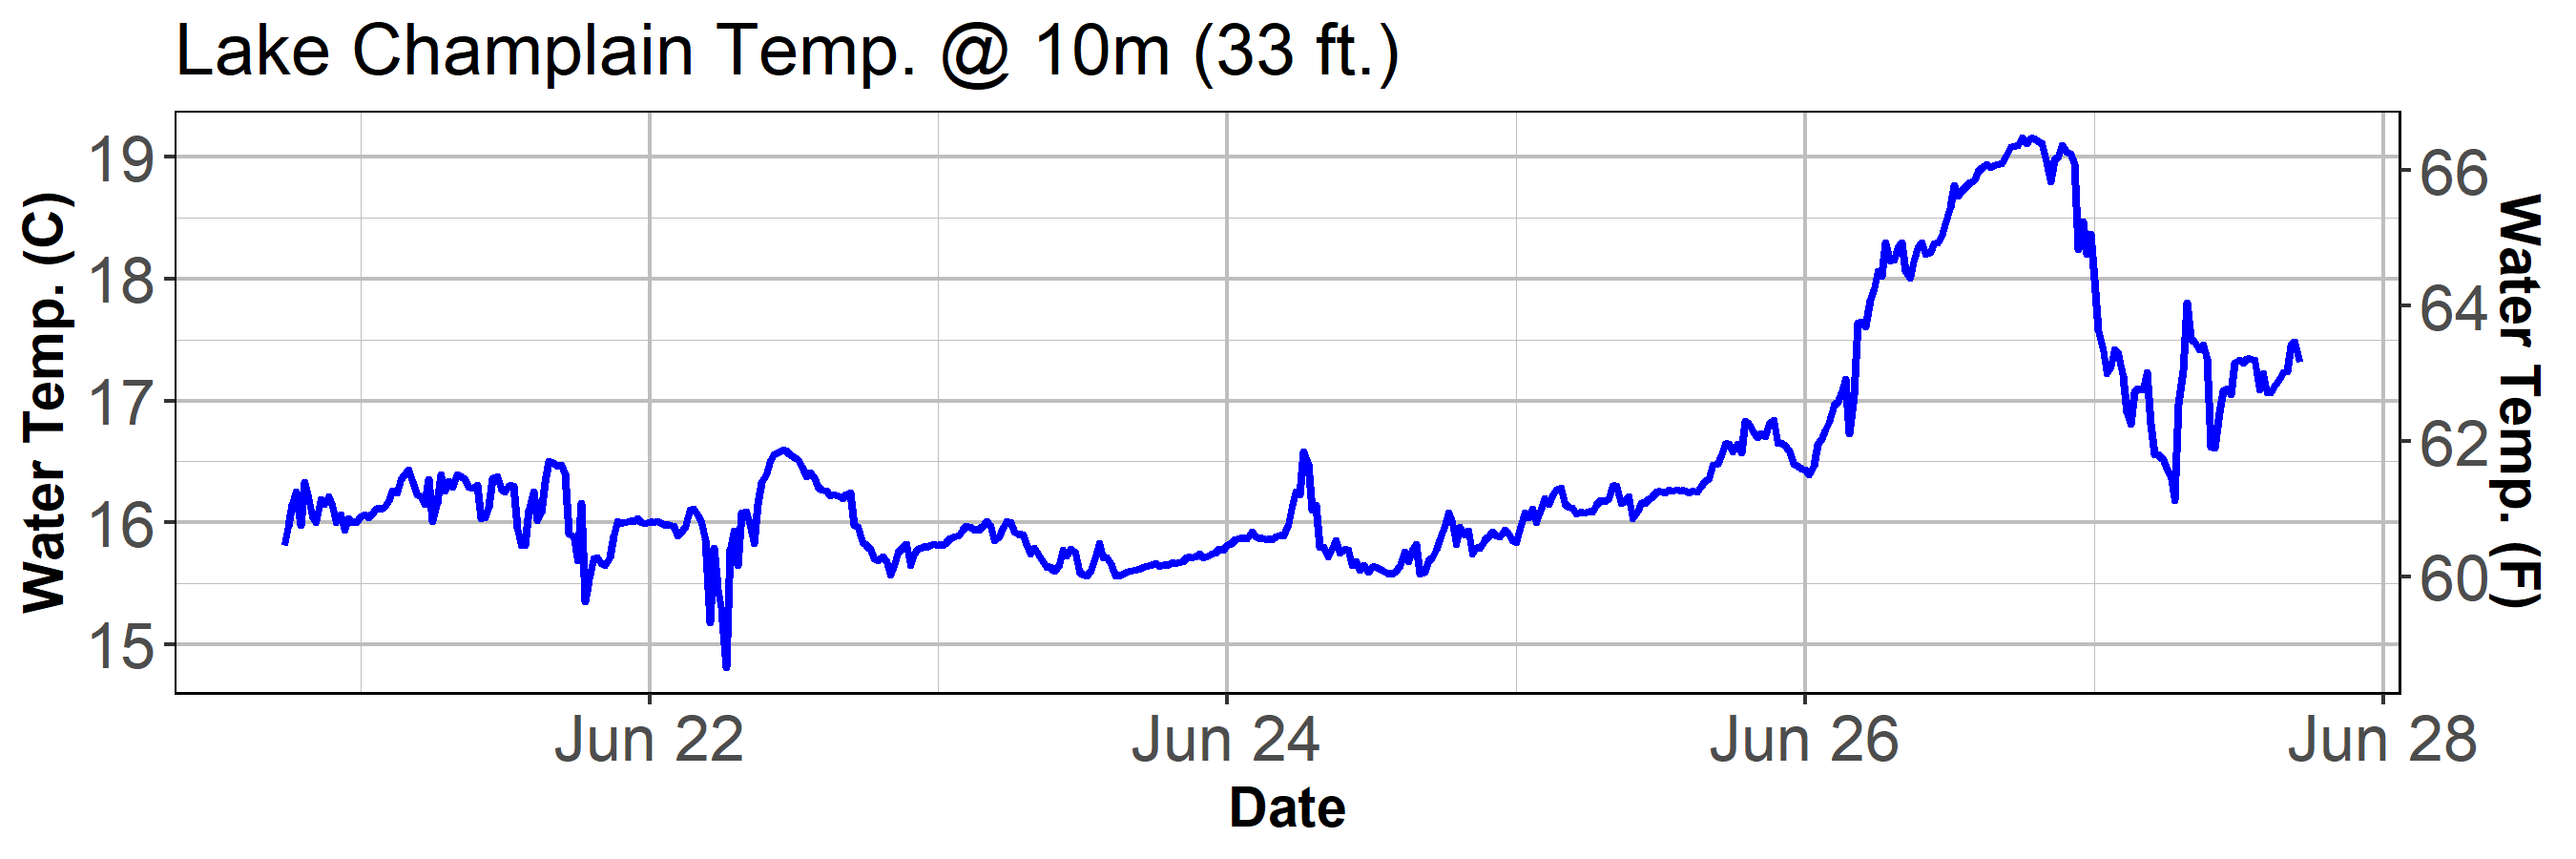 Lake Champlain Temp. @ 10m (33 ft.)
Water Temp. (C)
19
18
17
16
15
66
64
62
60
Water Temp. (F)
Jun 22
Jun 24
Jun 26
Jun 28
Date